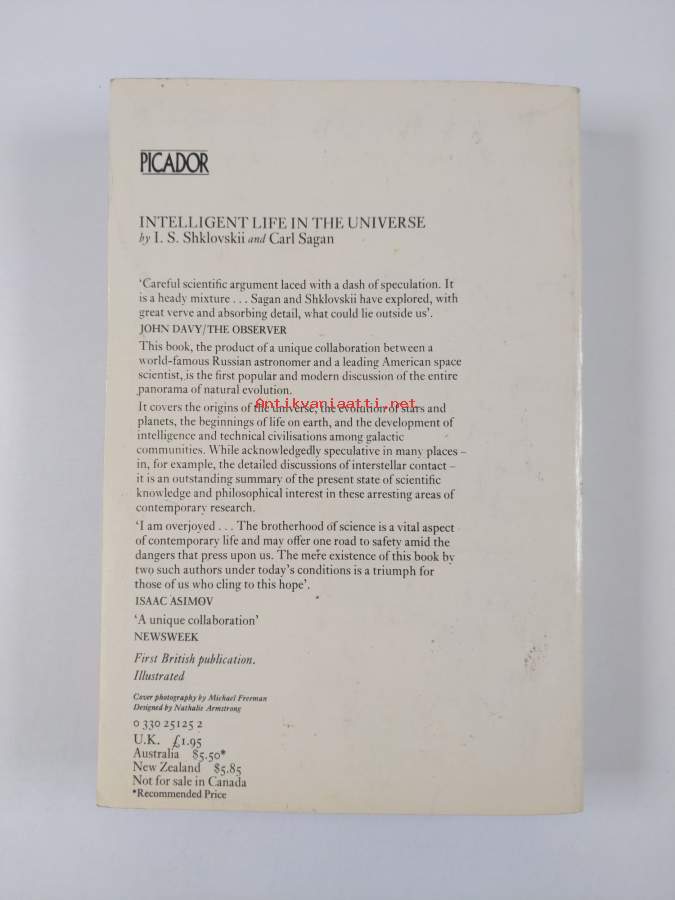 PICADOR
INTELLIGENT LIFE IN THE UNIVERSE
by I. S. Shklovskii and Carl Sagan
‘Careful scientific argument laced with a dash of speculation. It
is a heady mixture . . . Sagan and Shklovskii have explored, with
great verve and absorbing detail, what could lie outside us’.
JOHN DAVY/THE OBSERVER
This book, the product of a unique collaboration between a
world-famous Russian astronomer and a leading American space
scientist, is the first popular and modern discussion of the entire
panorama of natural evolution.
Antikvariaatti.net
It covers the origins of the universe, the evolution of stars and
planets, the beginnings of life on earth, and the development of
intelligence and technical civilisations among galactic
communities. While acknowledgedly speculative in many places –
in, for example, the detailed discussions of interstellar contact –
it is an outstanding summary of the present state of scientific
knowledge and philosophical interest in these arresting areas of
contemporary research.
‘I am overjoyed . . . The brotherhood of science is a vital aspect
of contemporary life and may offer one road to safety amid the
dangers that press upon us. The mere existence of this book by
two such authors under today’s conditions is a triumph for
those of us who cling to this hope’.
ISAAC ASIMOV
‘A unique collaboration’
NEWSWEEK
First British publication.
Illustrated
Cover photography by Michael Freeman
Designed by Nathalie Armstrong
0 330 25125 2
U.K. £1.95
Australia $5.50*
New Zealand $5.85
Not for sale in Canada
*Recommended Price